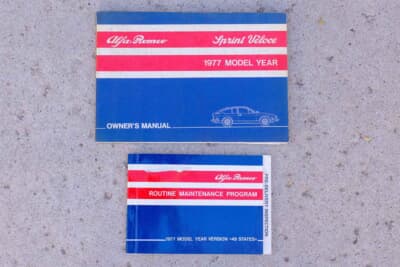 Alfa-Romeo Sprint Veloce
1977 MODEL YEAR
OWNER'S MANUAL
Alfa-Romeo
ROUTINE MAINTENANCE PROGRAM
1977 MODEL YEAR VERSION «49 STATES»
PRE-DELIVERY INSPECTION